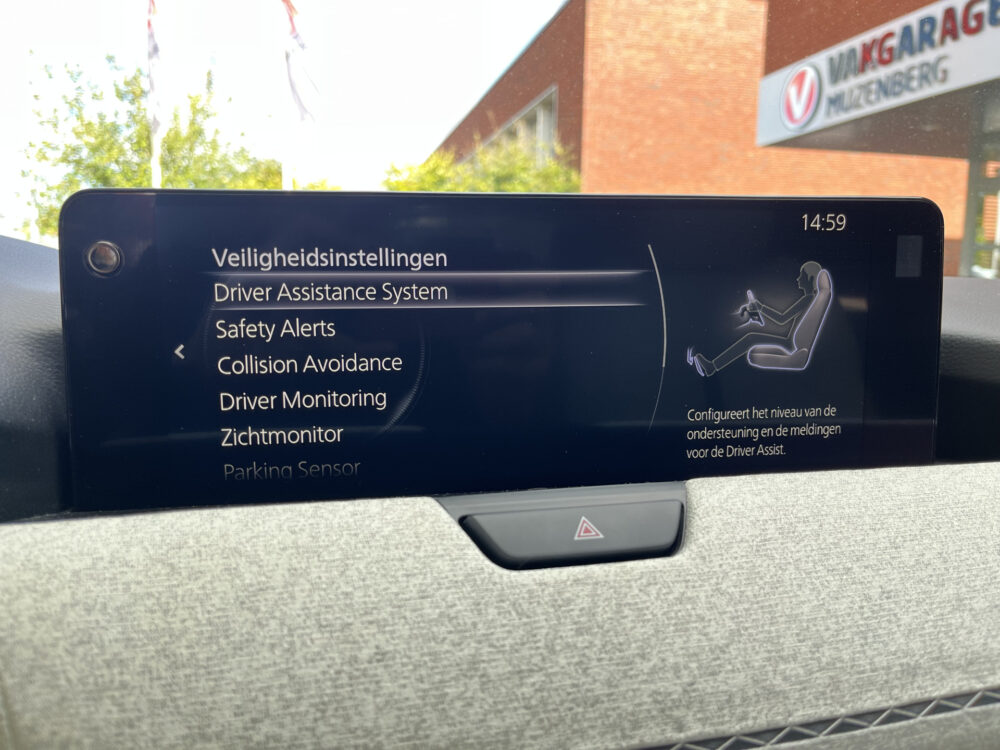 VAKGARAGE
MUZENBERG
14:59
Veiligheidsinstellingen
Driver Assistance System
Safety Alerts
Collision Avoidance
Driver Monitoring
Zichtmonitor
Parking Sensor
Configureert het niveau van de
ondersteuning en de meldingen
voor de Driver Assist.